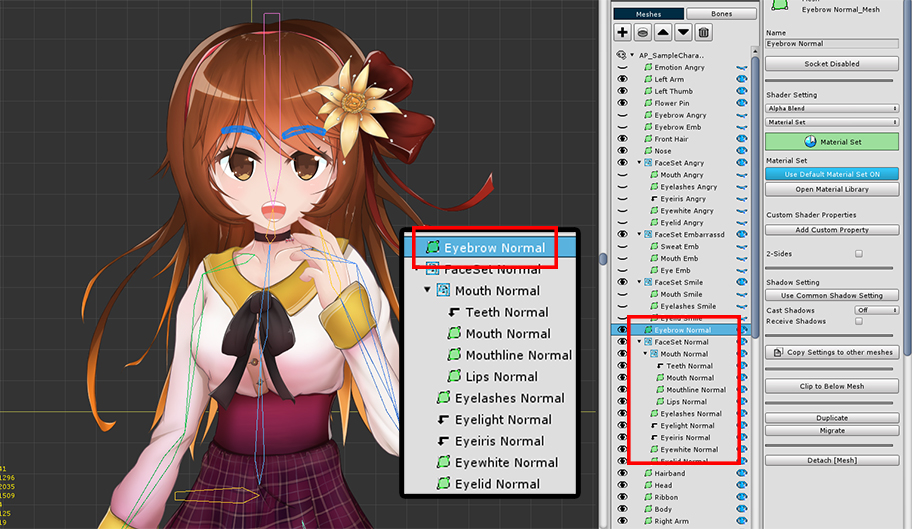 Meshes
Bones
AP_SampleChara..
Emotion Angry
Left Arm
Left Thumb
Flower Pin
Eyebrow Angry
Eyebrow Emb
Front Hair
Nose
FaceSet Angry
Mouth Angry
Eyelashes Angry
Eyeiris Angry
Eyewhite Angry
Eyelid Angry
FaceSet Embarrassd
Sweat Emb
Mouth Emb
Eye Emb
FaceSet Smile
Mouth Smile
Eyelashes Smile
Eyelid Smile
Eyebrow Normal
FaceSet Normal
Mouth Normal
Teeth Normal
Mouth Normal
Mouthline Normal
Lips Normal
Eyelashes Normal
Eyelight Normal
Eyeiris Normal
Eyewhite Normal
Eyelid Normal
Hairband
Head
Ribbon
Body
Right Arm
Eyebrow Normal
FaceSet Normal
Mouth Normal
Teeth Normal
Mouth Normal
Mouthline Normal
Lips Normal
Eyelashes Normal
Eyelight Normal
Eyeiris Normal
Eyewhite Normal
Eyelid Normal
Mesh
Eyebrow Normal_Mesh
Name
Eyebrow Normal
Socket Disabled
Shader Setting
Alpha Blend
Material Set
Material Set
Material Set
Use Default Material Set ON
Open Material Library
Custom Shader Properties
Add Custom Property
2-Sides
Shadow Setting
Use Common Shadow Setting
Cast Shadows Off
Receive Shadows
Copy Settings to other meshes
Clip to Below Mesh
Duplicate
Migrate
Detach [Mesh]
41
1296
2035
1509
4
125
19